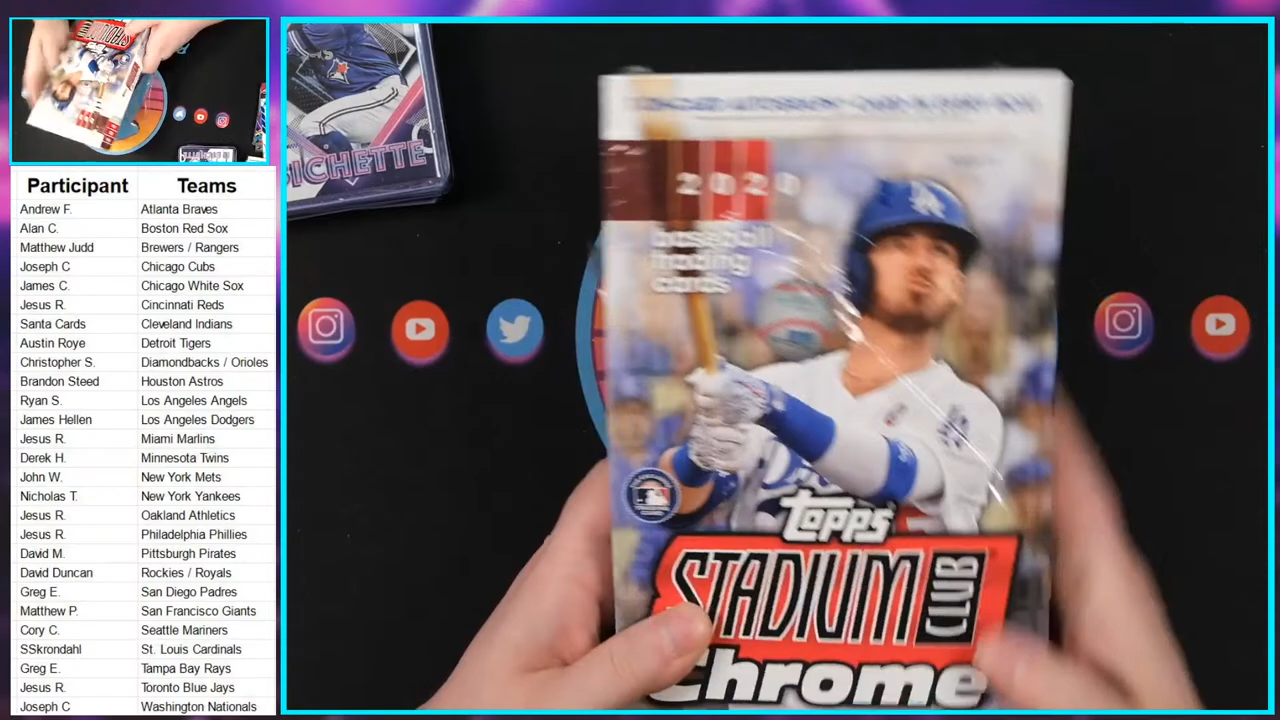 Participant Teams
Andrew F. Atlanta Braves
Alan C. Boston Red Sox
Matthew Judd Brewers / Rangers
Joseph C Chicago Cubs
James C. Chicago White Sox
Jesus R. Cincinnati Reds
Santa Cards Cleveland Indians
Austin Roye Detroit Tigers
Christopher S. Diamondbacks / Orioles
Brandon Steed Houston Astros
Ryan S. Los Angeles Angels
James Hellen Los Angeles Dodgers
Jesus R. Miami Marlins
Derek H. Minnesota Twins
John W. New York Mets
Nicholas T. New York Yankees
Jesus R. Oakland Athletics
Jesus R. Philadelphia Phillies
David M. Pittsburgh Pirates
David Duncan Rockies / Royals
Greg E. San Diego Padres
Matthew P. San Francisco Giants
Cory C. Seattle Mariners
SSkrondahl St. Louis Cardinals
Greg E. Tampa Bay Rays
Jesus R. Toronto Blue Jays
Joseph C Washington Nationals
BICHETTE
2020
baseball
trading
cards
LA
Topps
STADIUM CLUB
Chrome